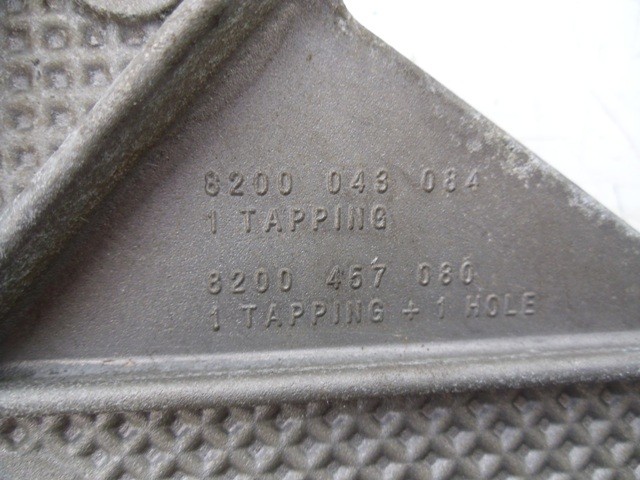 8200 043 084
1 TAPPING
8200 457 080
1 TAPPING + 1 HOLE